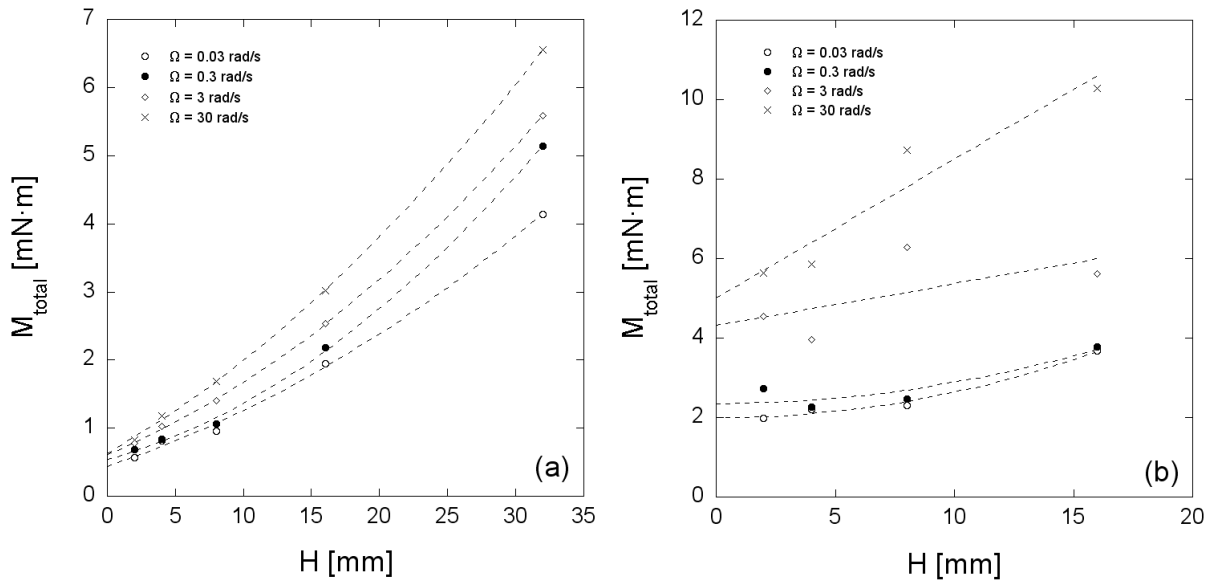 7
6
5
4
3
2
1
0
M_total [mN·m]
Ω = 0.03 rad/s
Ω = 0.3 rad/s
Ω = 3 rad/s
Ω = 30 rad/s
(a)
0 5 10 15 20 25 30 35
H [mm]
12
10
8
6
4
2
0
M_total [mN·m]
Ω = 0.03 rad/s
Ω = 0.3 rad/s
Ω = 3 rad/s
Ω = 30 rad/s
(b)
0 5 10 15 20
H [mm]